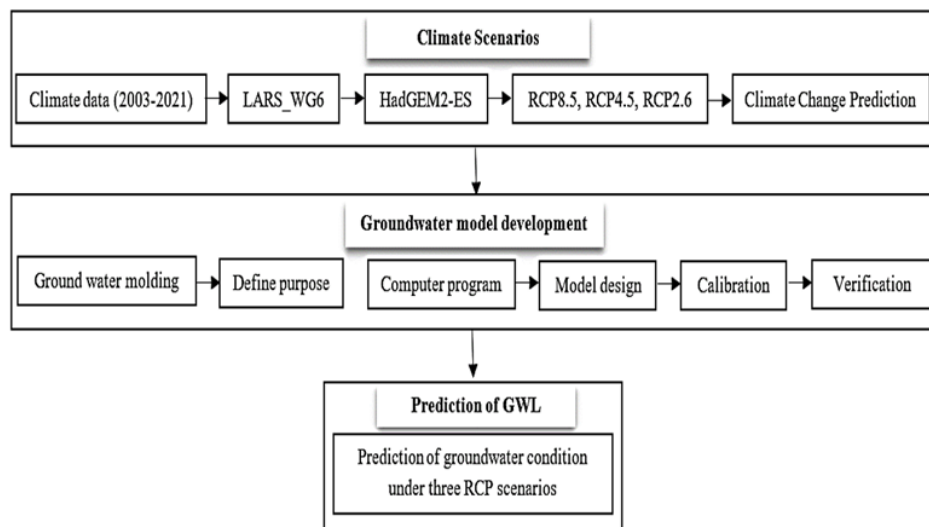 Climate Scenarios
Climate data (2003-2021)
LARS_WG6
HadGEM2-ES
RCP8.5, RCP4.5, RCP2.6
Climate Change Prediction
Groundwater model development
Ground water molding
Define purpose
Computer program
Model design
Calibration
Verification
Prediction of GWL
Prediction of groundwater condition
under three RCP scenarios